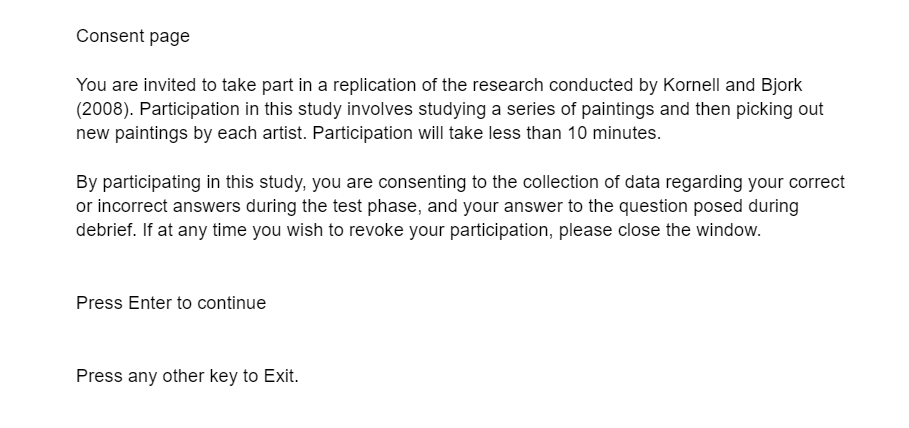 Consent page
You are invited to take part in a replication of the research conducted by Kornell and Bjork
(2008). Participation in this study involves studying a series of paintings and then picking out
new paintings by each artist. Participation will take less than 10 minutes.
By participating in this study, you are consenting to the collection of data regarding your correct
or incorrect answers during the test phase, and your answer to the question posed during
debrief. If at any time you wish to revoke your participation, please close the window.
Press Enter to continue
Press any other key to Exit.